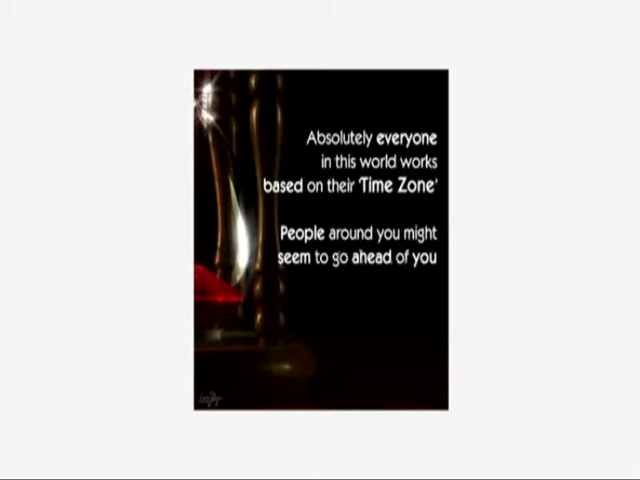 Absolutely everyone
in this world works
based on their 'Time Zone'
People around you might
seem to go ahead of you